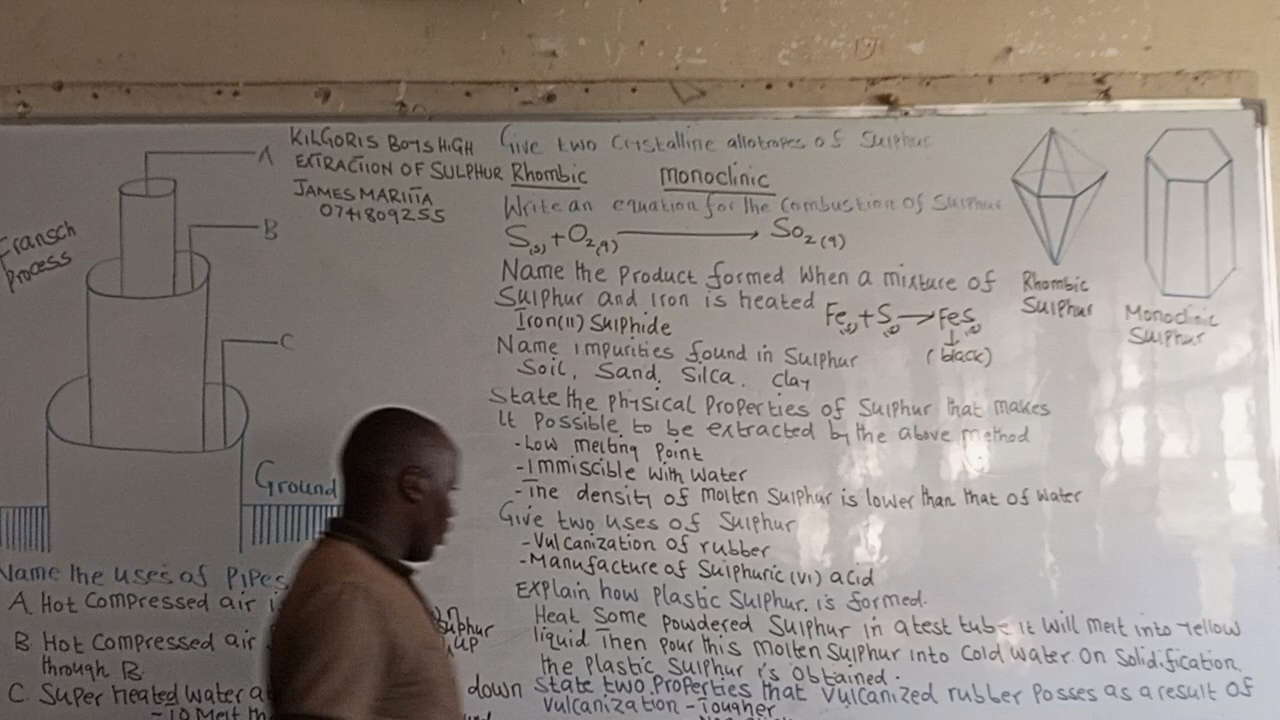 KILGORIS BOYS HIGH
EXTRACTION OF SULPHUR
JAMES MARITA
0741809255
A
B
C
Fransch
Process
Ground
Name the uses of Pipes
A. Hot Compressed air
B. Hot Compressed air
through B.
Sulphur
up
C. Super heated water
down
- To Melt
Give two Crystalline allotropes of Sulphur
Rhombic Monoclinic
Write an equation for the Combustion of Sulphur
S(s) + O2(g) → SO2(g)
Name the Product formed When a mixture of
Sulphur and Iron is heated
Iron(II) Sulphide
Fe(s) + S(s) → FeS(s)
(black)
Name impurities found in Sulphur
Soil, Sand, Silca, Clay
State the Physical Properties of Sulphur that makes
it Possible to be extracted by the above method
- Low melting Point
- Immiscible with Water
- The density of molten Sulphur is lower than that of Water
Give two uses of Sulphur
- Vulcanization of rubber
- Manufacture of Sulphuric (VI) acid
Explain how Plastic Sulphur is formed.
Heat Some powdered Sulphur in a test tube it will melt into Yellow
liquid Then pour this molten Sulphur into Cold water. On Solidification,
the Plastic Sulphur is Obtained.
State two Properties that Vulcanized rubber Posses as a result of
Vulcanization - Tougher
Rhombic
Sulphur
Monoclinic
Sulphur